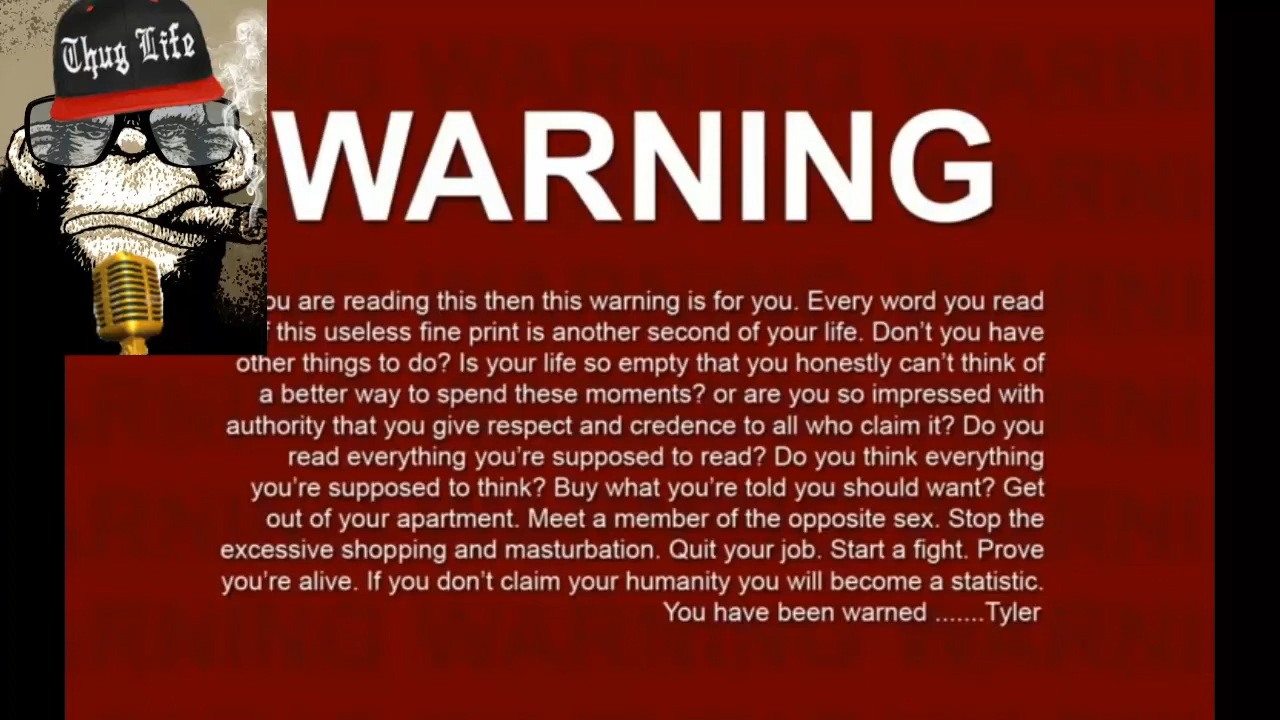 Thug Life
WARNING
ou are reading this then this warning is for you. Every word you read
f this useless fine print is another second of your life. Don't you have
other things to do? Is your life so empty that you honestly can't think of
a better way to spend these moments? or are you so impressed with
authority that you give respect and credence to all who claim it? Do you
read everything you're supposed to read? Do you think everything
you're supposed to think? Buy what you're told you should want? Get
out of your apartment. Meet a member of the opposite sex. Stop the
excessive shopping and masturbation. Quit your job. Start a fight. Prove
you're alive. If you don't claim your humanity you will become a statistic.
You have been warned .......Tyler